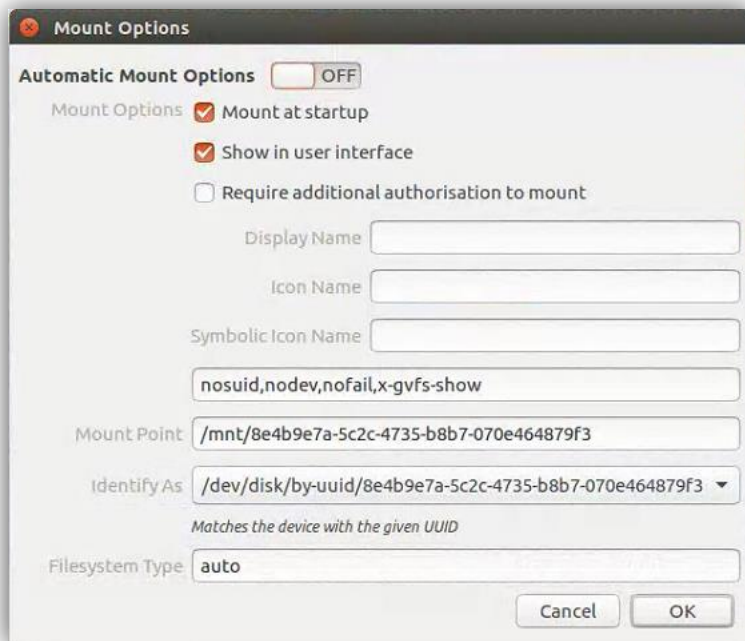 Mount Options
Automatic Mount Options OFF
Mount Options Mount at startup
Show in user interface
Require additional authorisation to mount
Display Name
Icon Name
Symbolic Icon Name
nosuid,nodev,nofail,x-gvfs-show
Mount Point /mnt/8e4b9e7a-5c2c-4735-b8b7-070e464879f3
Identify As /dev/disk/by-uuid/8e4b9e7a-5c2c-4735-b8b7-070e464879f3
Matches the device with the given UUID
Filesystem Type auto
Cancel OK